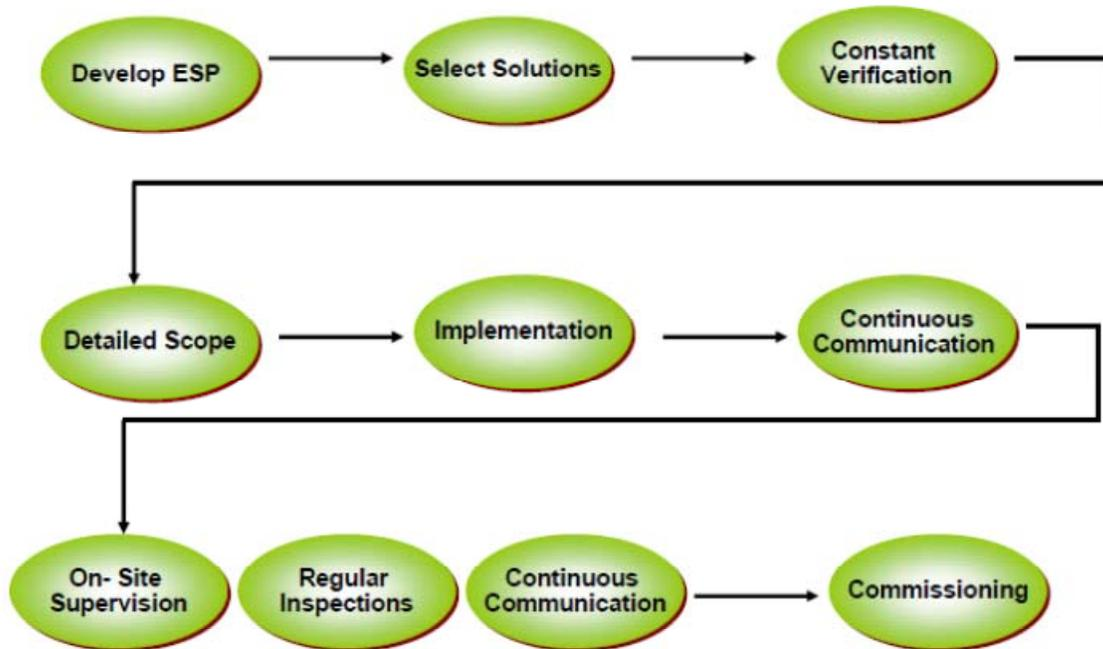 Develop ESP
Select Solutions
Constant
Verification
Detailed Scope
Implementation
Continuous
Communication
On- Site
Supervision
Regular
Inspections
Continuous
Communication
Commissioning